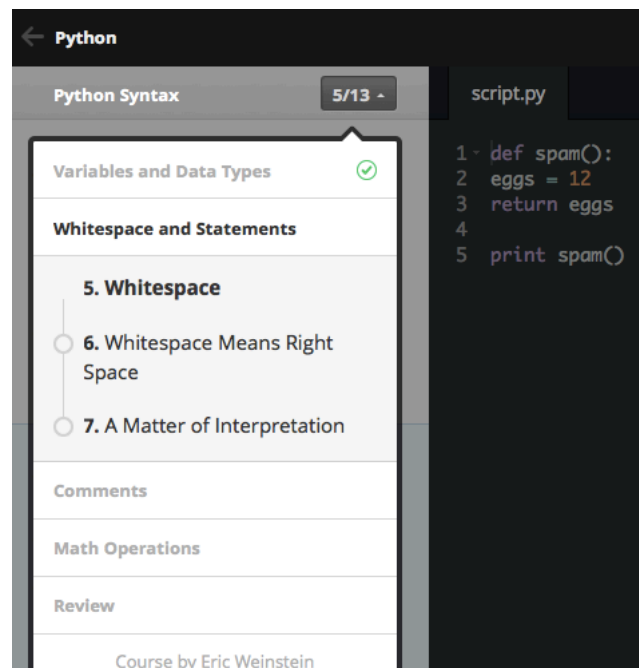 Python
Python Syntax
5/13
script.py
Variables and Data Types
Whitespace and Statements
5. Whitespace
6. Whitespace Means Right
Space
7. A Matter of Interpretation
Comments
Math Operations
Review
Course by Eric Weinstein
1 def spam():
2 eggs = 12
3 return eggs
4
5 print spam()